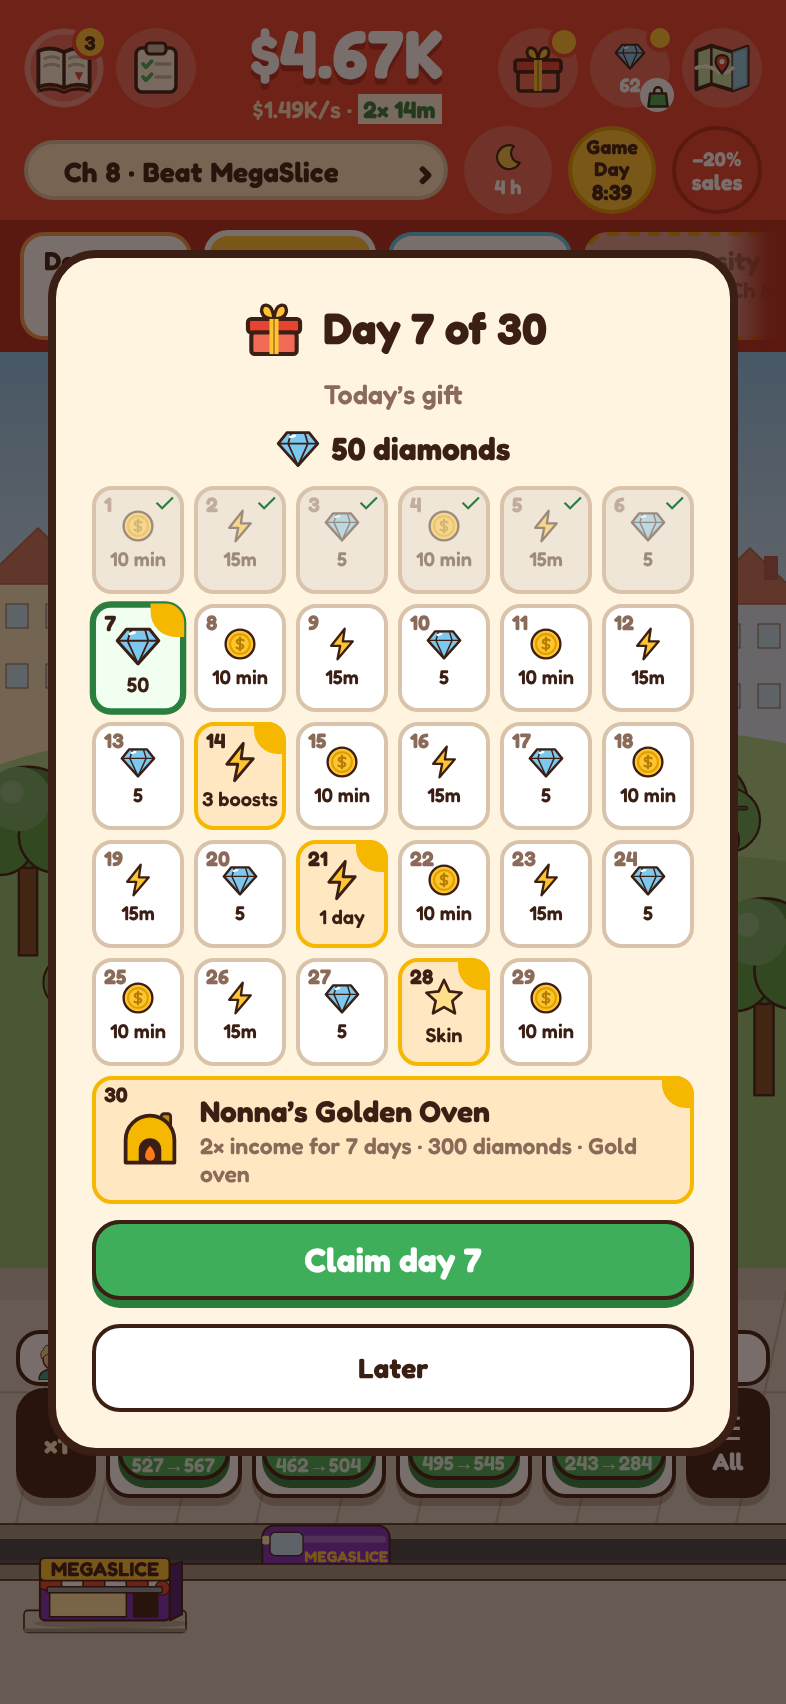 3
$4.67K
$1.49K/s · 2× 14m
62
Ch 8 · Beat MegaSlice
4 h
Game
Day
8:39
−20%
sales
Day 7 of 30
Today's gift
50 diamonds
1
10 min
2
15m
3
5
4
10 min
5
15m
6
5
7
50
8
10 min
9
15m
10
5
11
10 min
12
15m
13
5
14
3 boosts
15
10 min
16
15m
17
5
18
10 min
19
15m
20
5
21
1 day
22
10 min
23
15m
24
5
25
10 min
26
15m
27
5
28
Skin
29
10 min
30
Nonna's Golden Oven
2× income for 7 days · 300 diamonds · Gold
oven
Claim day 7
Later
527→567
462→504
495→545
243→284
All
MEGASLICE
MEGASLICE